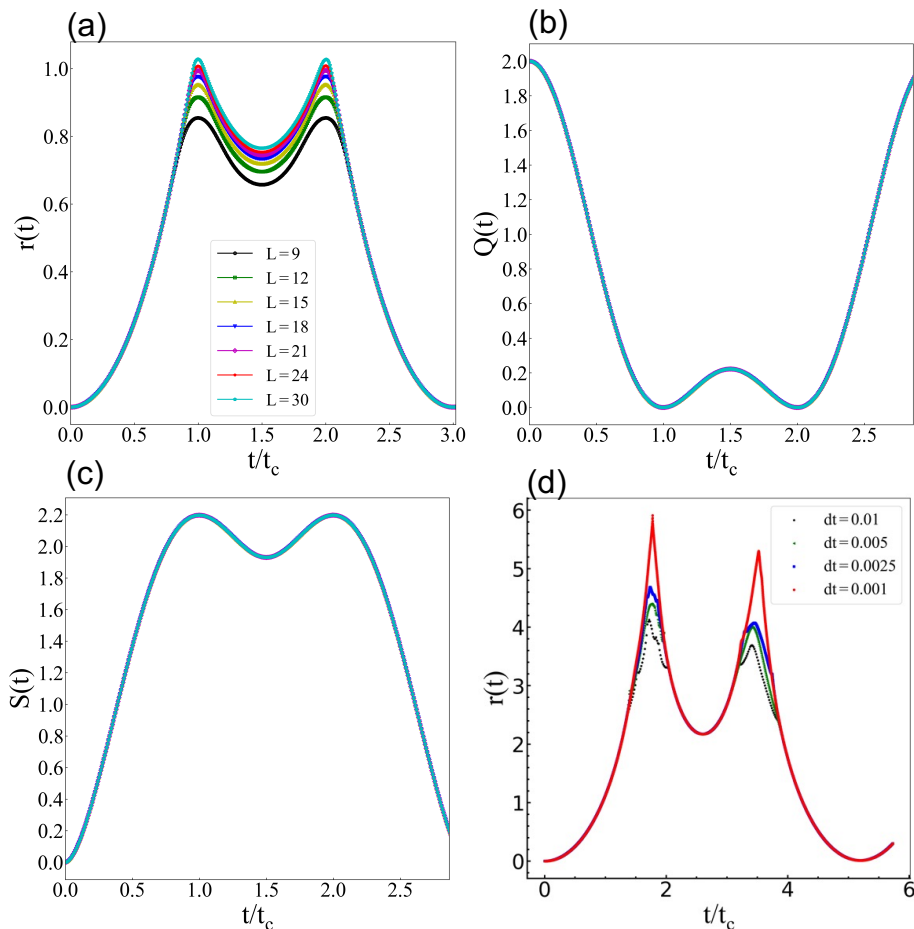 (a)
1.0
0.8
0.6
0.4
0.2
0.0
r(t)
L = 9
L = 12
L = 15
L = 18
L = 21
L = 24
L = 30
0.0 0.5 1.0 1.5 2.0 2.5 3.0
t/t_c
(b)
2.0
1.8
1.6
1.4
1.2
1.0
0.8
0.6
0.4
0.2
0.0
Q(t)
0.0 0.5 1.0 1.5 2.0 2.5
t/t_c
(c)
2.2
2.0
1.8
1.6
1.4
1.2
1.0
0.8
0.6
0.4
0.2
0.0
S(t)
0.0 0.5 1.0 1.5 2.0 2.5
t/t_c
(d)
6
5
4
3
2
1
0
r(t)
dt = 0.01
dt = 0.005
dt = 0.0025
dt = 0.001
0 2 4 6
t/t_c